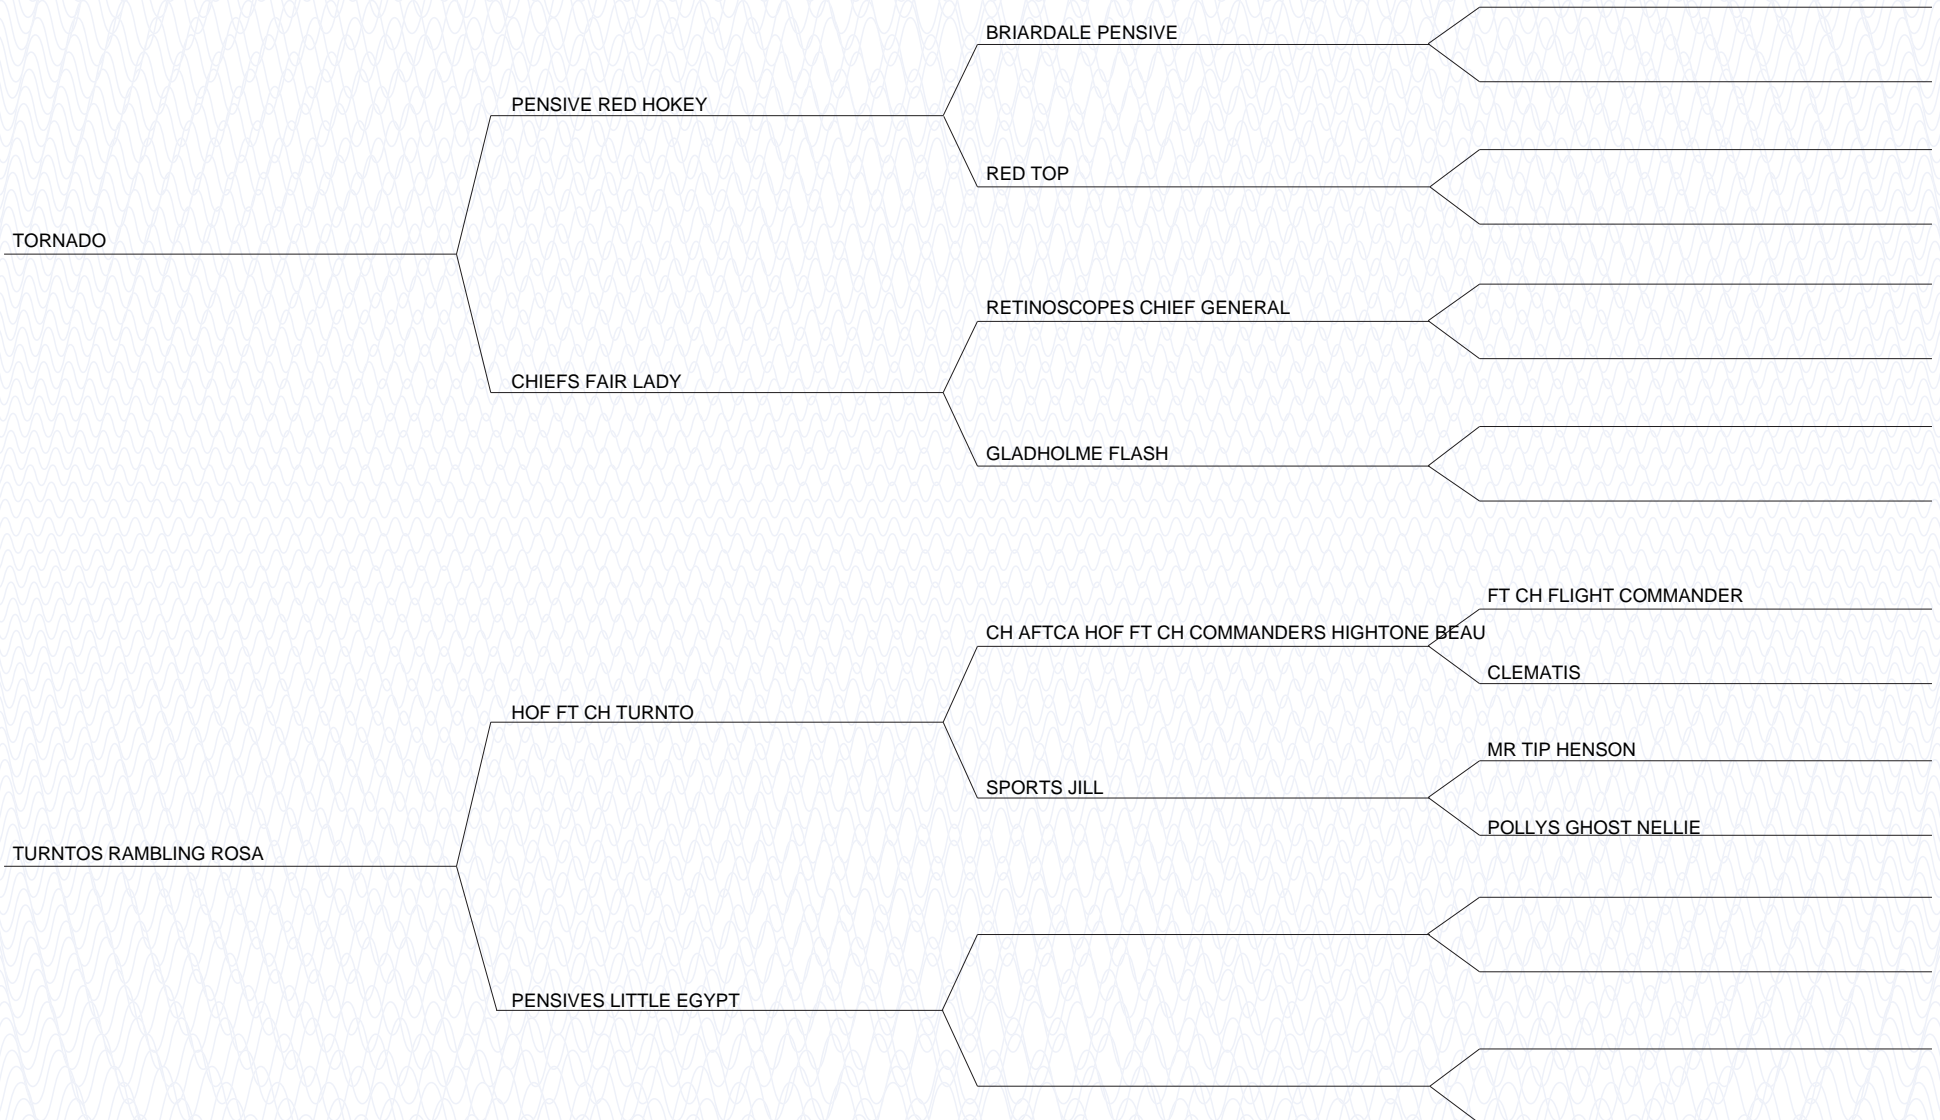 BRIARDALE PENSIVE
PENSIVE RED HOKEY
RED TOP
TORNADO
RETINOSCOPES CHIEF GENERAL
CHIEFS FAIR LADY
GLADHOLME FLASH
FT CH FLIGHT COMMANDER
CH AFTCA HOF FT CH COMMANDERS HIGHTONE BEAU
CLEMATIS
HOF FT CH TURNTO
MR TIP HENSON
SPORTS JILL
POLLYS GHOST NELLIE
TURNTOS RAMBLING ROSA
PENSIVES LITTLE EGYPT